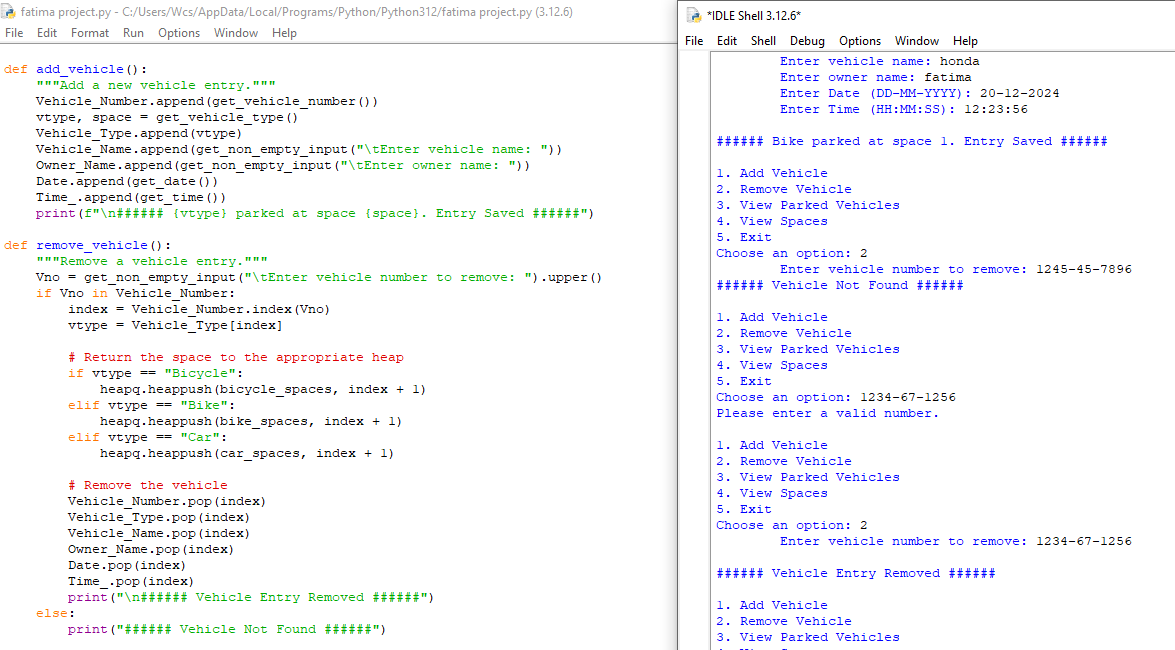 fatima project.py - C:/Users/Wcs/AppData/Local/Programs/Python/Python312/fatima project.py (3.12.6)
File Edit Format Run Options Window Help
def add_vehicle():
    """Add a new vehicle entry."""
    Vehicle_Number.append(get_vehicle_number())
    vtype, space = get_vehicle_type()
    Vehicle_Type.append(vtype)
    Vehicle_Name.append(get_non_empty_input("\tEnter vehicle name: "))
    Owner_Name.append(get_non_empty_input("\tEnter owner name: "))
    Date.append(get_date())
    Time_.append(get_time())
    print(f"\n###### {vtype} parked at space {space}. Entry Saved ######")
def remove_vehicle():
    """Remove a vehicle entry."""
    Vno = get_non_empty_input("\tEnter vehicle number to remove: ").upper()
    if Vno in Vehicle_Number:
        index = Vehicle_Number.index(Vno)
        vtype = Vehicle_Type[index]
        # Return the space to the appropriate heap
        if vtype == "Bicycle":
            heapq.heappush(bicycle_spaces, index + 1)
        elif vtype == "Bike":
            heapq.heappush(bike_spaces, index + 1)
        elif vtype == "Car":
            heapq.heappush(car_spaces, index + 1)
        # Remove the vehicle
        Vehicle_Number.pop(index)
        Vehicle_Type.pop(index)
        Vehicle_Name.pop(index)
        Owner_Name.pop(index)
        Date.pop(index)
        Time_.pop(index)
        print("\n###### Vehicle Entry Removed ######")
    else:
        print("###### Vehicle Not Found ######")
*IDLE Shell 3.12.6*
File Edit Shell Debug Options Window Help
        Enter vehicle name: honda
        Enter owner name: fatima
        Enter Date (DD-MM-YYYY): 20-12-2024
        Enter Time (HH:MM:SS): 12:23:56
###### Bike parked at space 1. Entry Saved ######
1. Add Vehicle
2. Remove Vehicle
3. View Parked Vehicles
4. View Spaces
5. Exit
Choose an option: 2
        Enter vehicle number to remove: 1245-45-7896
###### Vehicle Not Found ######
1. Add Vehicle
2. Remove Vehicle
3. View Parked Vehicles
4. View Spaces
5. Exit
Choose an option: 1234-67-1256
Please enter a valid number.
1. Add Vehicle
2. Remove Vehicle
3. View Parked Vehicles
4. View Spaces
5. Exit
Choose an option: 2
        Enter vehicle number to remove: 1234-67-1256
###### Vehicle Entry Removed ######
1. Add Vehicle
2. Remove Vehicle
3. View Parked Vehicles